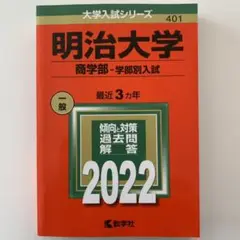 大学入試シリーズ
401
明治大学
商学部-学部別入試
最近3カ年
一般
傾向と対策
過去問
解答
2022
教学社